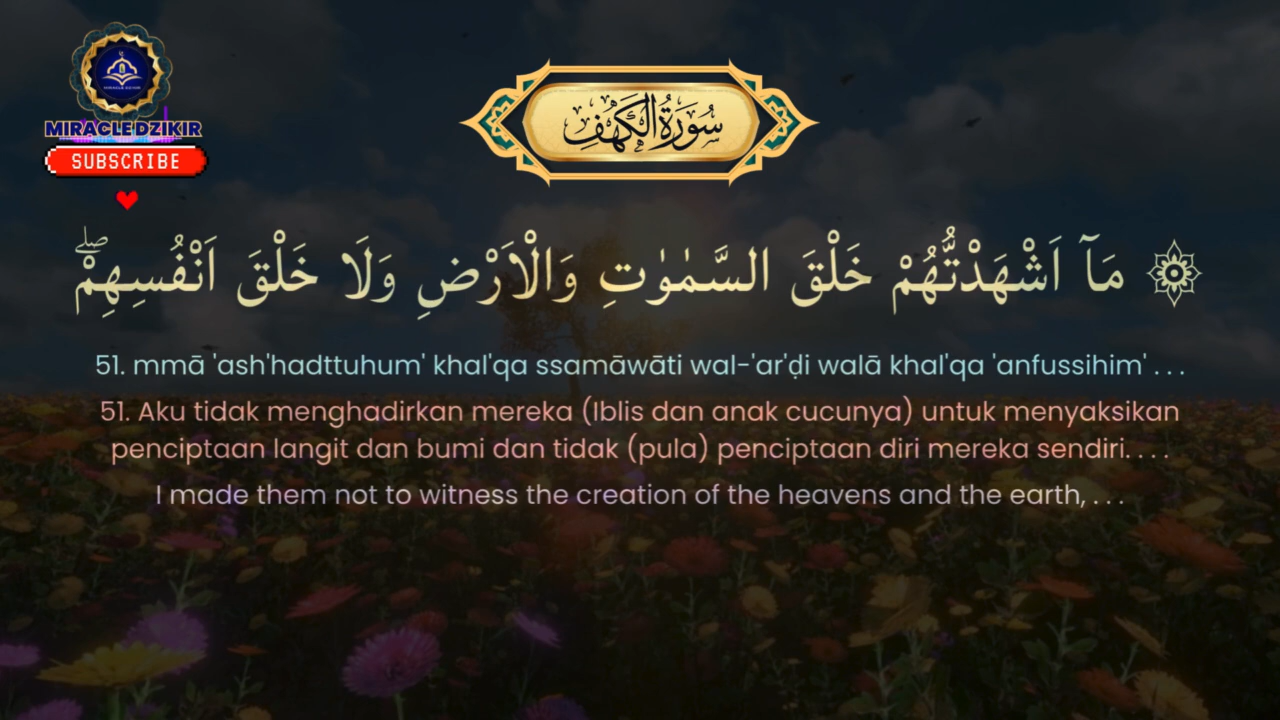 MIRACLE DZIKIR
SUBSCRIBE
سُوْرَةُ الْكَهْفِ
مَآ اَشْهَدْتُّهُمْ خَلْقَ السَّمٰوٰتِ وَالْاَرْضِ وَلَا خَلْقَ اَنْفُسِهِمْۖ
51. mmā 'ash'hadttuhum' khal'qa ssamāwāti wal-'ar'ḍi walā khal'qa 'anfussihim' . . .
51. Aku tidak menghadirkan mereka (Iblis dan anak cucunya) untuk menyaksikan
penciptaan langit dan bumi dan tidak (pula) penciptaan diri mereka sendiri. . . .
I made them not to witness the creation of the heavens and the earth, . . .